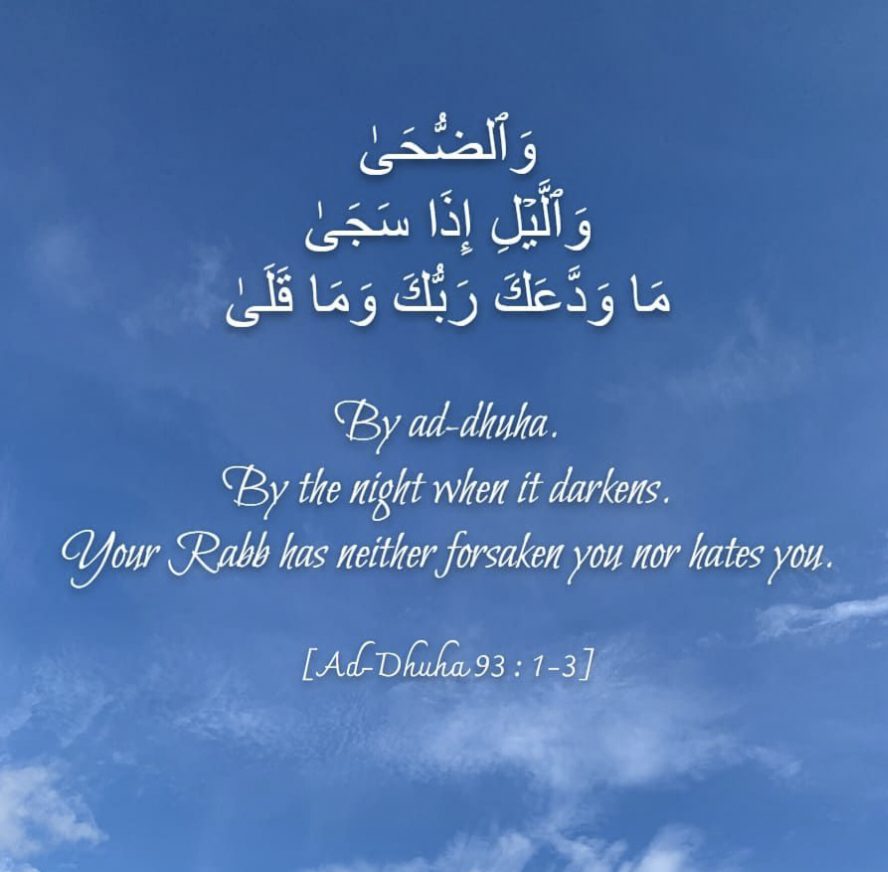 وَٱلضُّحَىٰ
وَٱلَّيْلِ إِذَا سَجَىٰ
مَا وَدَّعَكَ رَبُّكَ وَمَا قَلَىٰ
By ad-dhuha.
By the night when it darkens.
Your Rabb has neither forsaken you nor hates you.
[Ad-Dhuha 93 : 1-3]